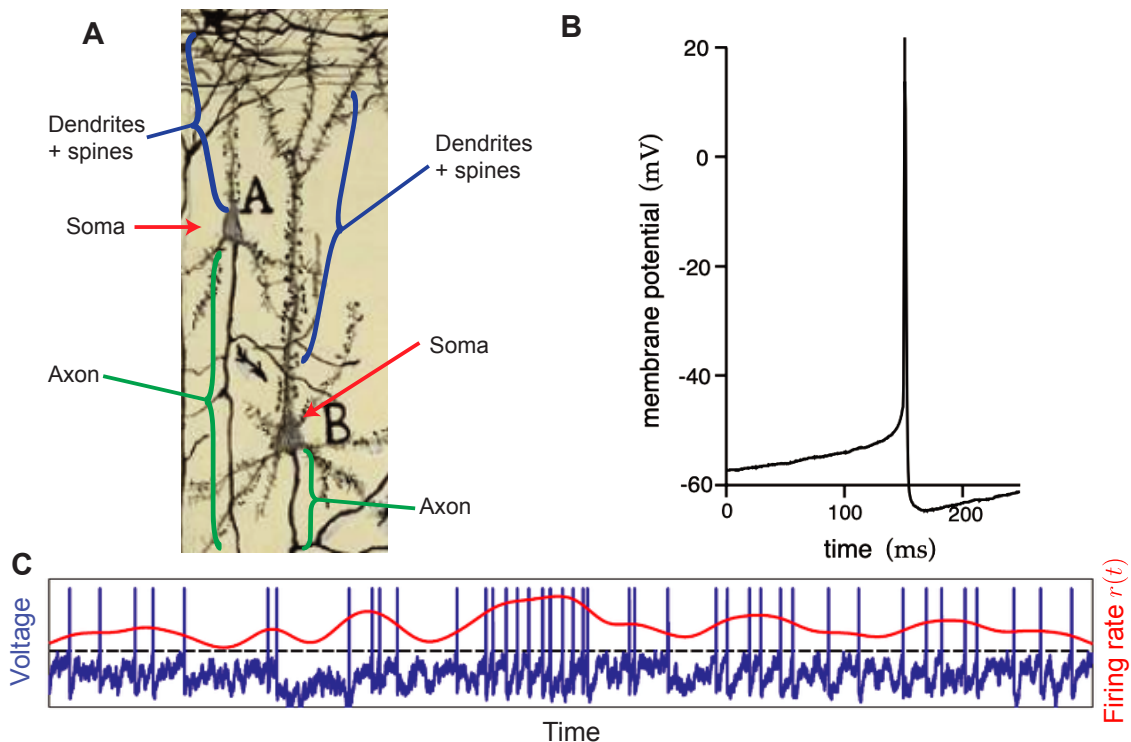 A
Dendrites
+ spines
Soma
Axon
A
B
Dendrites
+ spines
Soma
Axon
B
membrane potential (mV)
20
0
-20
-40
-60
0
100
200
time (ms)
C
Voltage
Firing rate r(t)
Time